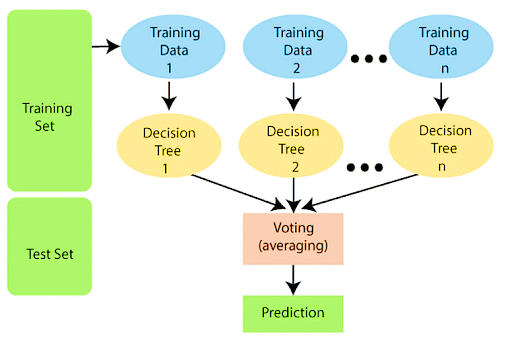 Training
Set
Training
Data
1
Training
Data
2
Training
Data
n
Decision
Tree
1
Decision
Tree
2
Decision
Tree
n
Test Set
Voting
(averaging)
Prediction